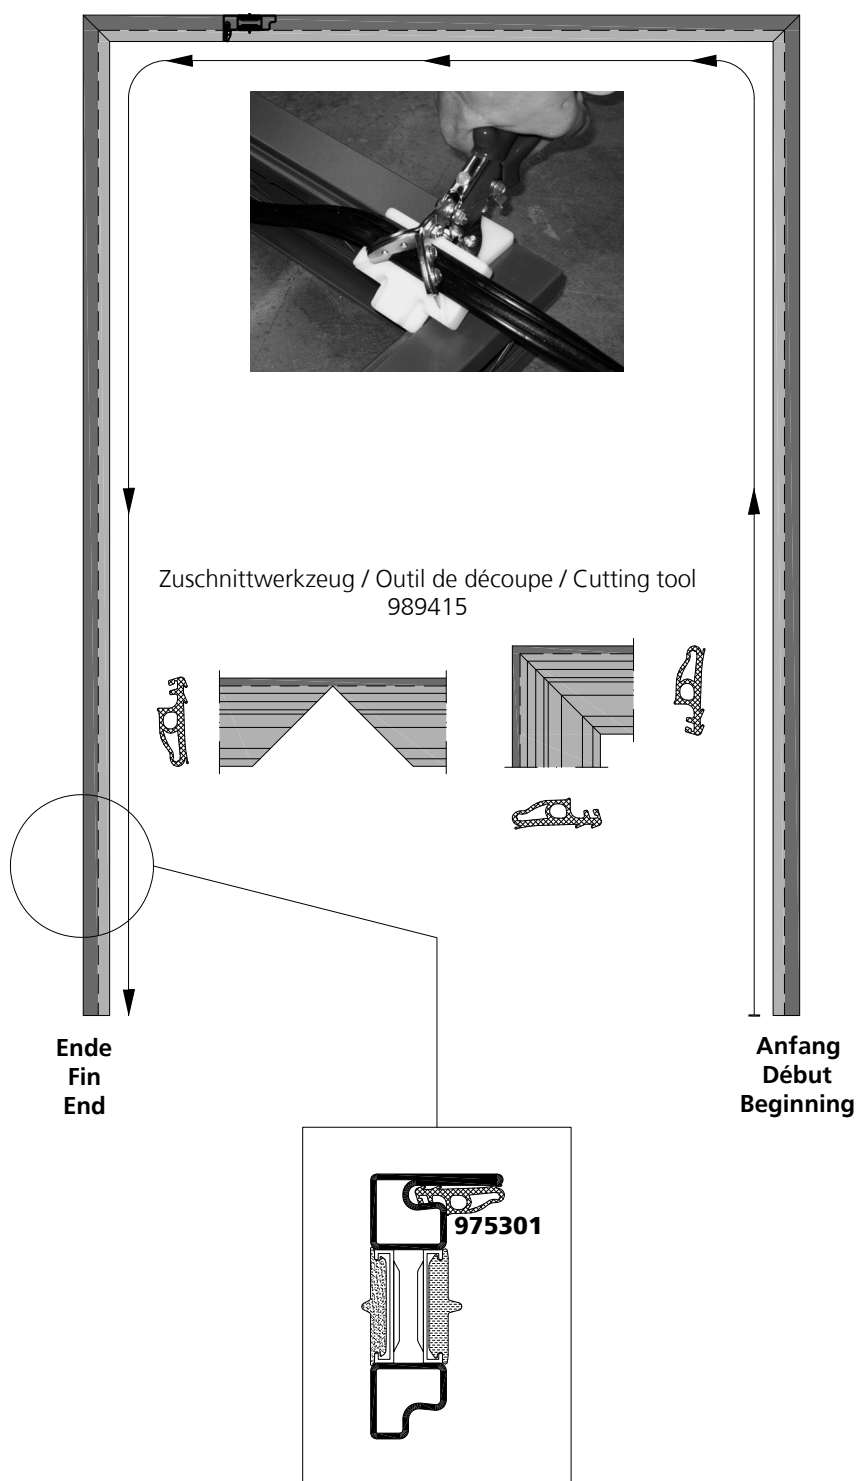 Zuschnittwerkzeug / Outil de découpe / Cutting tool
989415
Ende
Fin
End
Anfang
Début
Beginning
975301